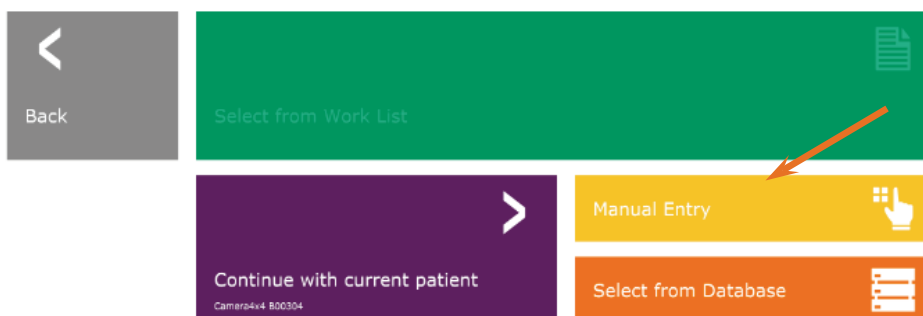 Back
Select from Work List
Manual Entry
Continue with current patient
Camera4x4 B00304
Select from Database